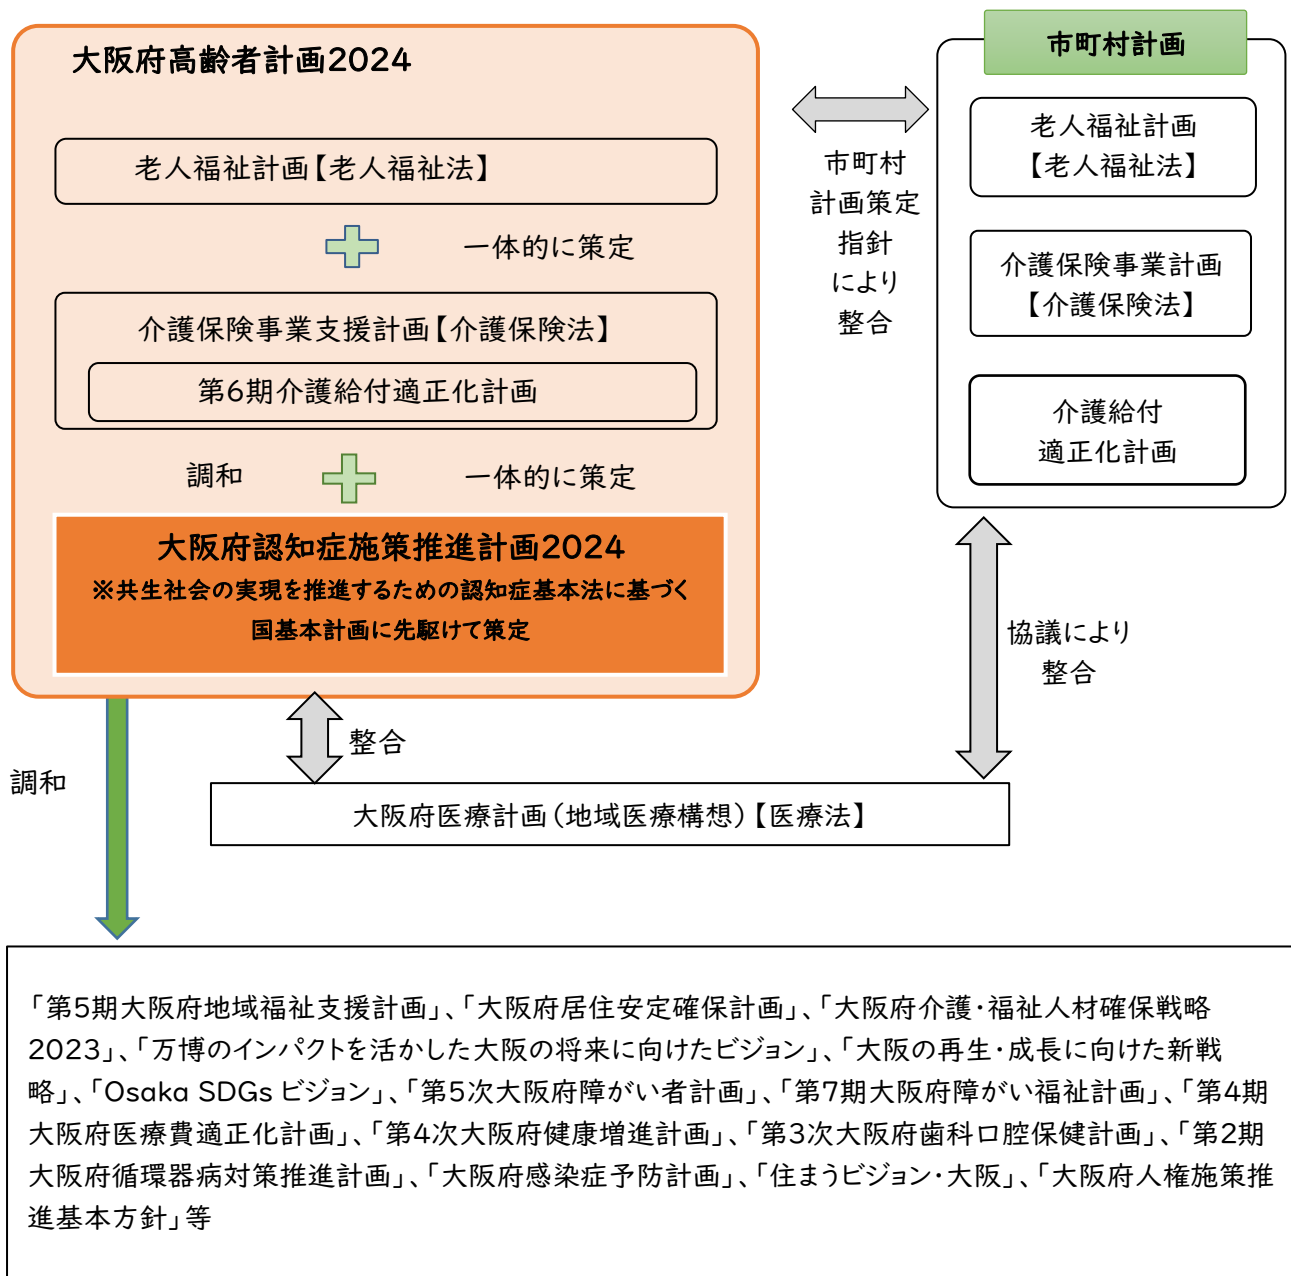 大阪府高齢者計画2024
老人福祉計画【老人福祉法】
一体的に策定
介護保険事業支援計画【介護保険法】
第6期介護給付適正化計画
調和
一体的に策定
大阪府認知症施策推進計画2024
※共生社会の実現を推進するための認知症基本法に基づく
国基本計画に先駆けて策定
市町村
計画策定
指針
により
整合
市町村計画
老人福祉計画
【老人福祉法】
介護保険事業計画
【介護保険法】
介護給付
適正化計画
協議により
整合
整合
調和
大阪府医療計画(地域医療構想)【医療法】
「第5期大阪府地域福祉支援計画」、「大阪府居住安定確保計画」、「大阪府介護・福祉人材確保戦略
2023」、「万博のインパクトを活かした大阪の将来に向けたビジョン」、「大阪の再生・成長に向けた新戦
略」、「Osaka SDGs ビジョン」、「第5次大阪府障がい者計画」、「第7期大阪府障がい福祉計画」、「第4期
大阪府医療費適正化計画」、「第4次大阪府健康増進計画」、「第3次大阪府歯科口腔保健計画」、「第2期
大阪府循環器病対策推進計画」、「大阪府感染症予防計画」、「住まうビジョン・大阪」、「大阪府人権施策推
進基本方針」等